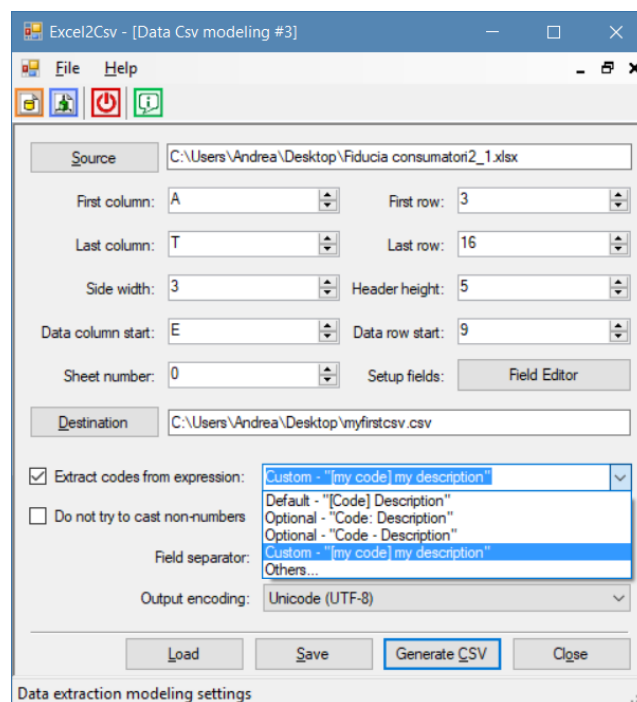 Excel2Csv - [Data Csv modeling #3]
File Help
Source C:\Users\Andrea\Desktop\Fiducia consumatori2_1.xlsx
First column: A First row: 3
Last column: T Last row: 16
Side width: 3 Header height: 5
Data column start: E Data row start: 9
Sheet number: 0 Setup fields: Field Editor
Destination C:\Users\Andrea\Desktop\myfirstcsv.csv
Extract codes from expression: Custom - "[my code] my description"
Default - "[Code] Description"
Do not try to cast non-numbers Optional - "Code: Description"
Optional - "Code - Description"
Field separator: Custom - "[my code] my description"
Others...
Output encoding: Unicode (UTF-8)
Load Save Generate CSV Close
Data extraction modeling settings